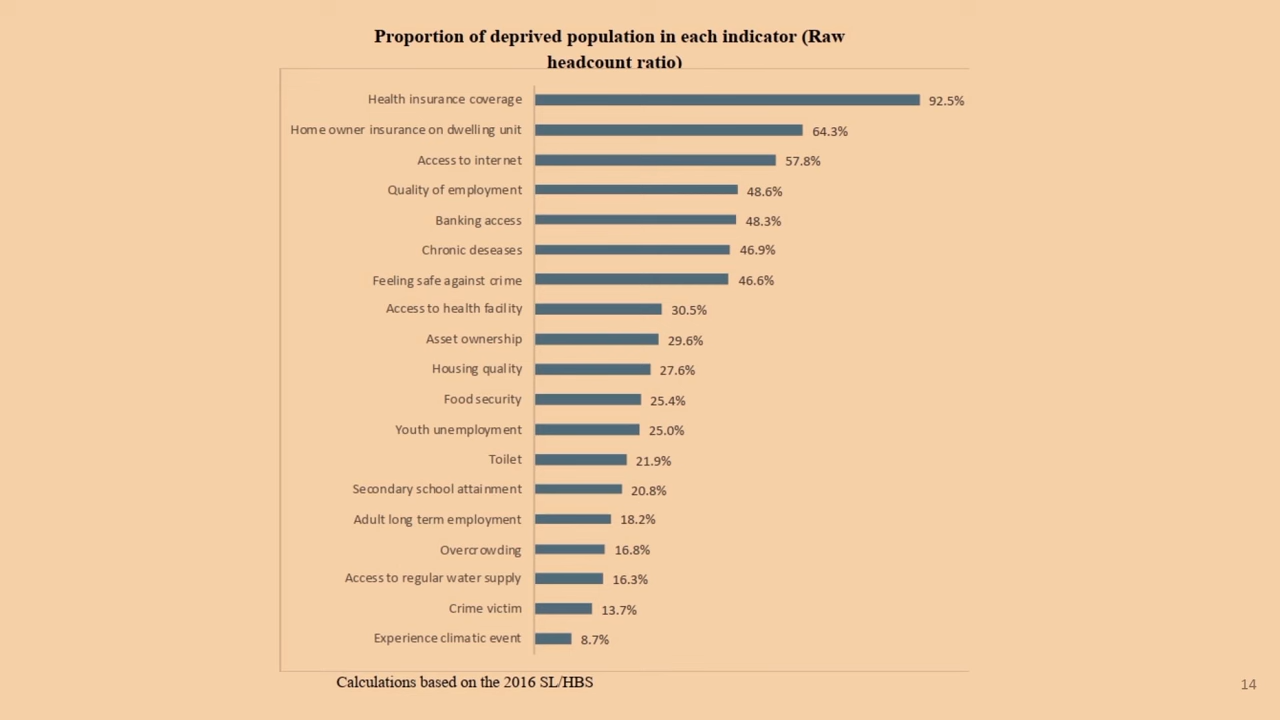 Proportion of deprived population in each indicator (Raw
headcount ratio)
Health insurance coverage 92.5%
Home owner insurance on dwelling unit 64.3%
Access to internet 57.8%
Quality of employment 48.6%
Banking access 48.3%
Chronic deseases 46.9%
Feeling safe against crime 46.6%
Access to health facility 30.5%
Asset ownership 29.6%
Housing quality 27.6%
Food security 25.4%
Youth unemployment 25.0%
Toilet 21.9%
Secondary school attainment 20.8%
Adult long term employment 18.2%
Overcrowding 16.8%
Access to regular water supply 16.3%
Crime victim 13.7%
Experience climatic event 8.7%
Calculations based on the 2016 SL/HBS
14